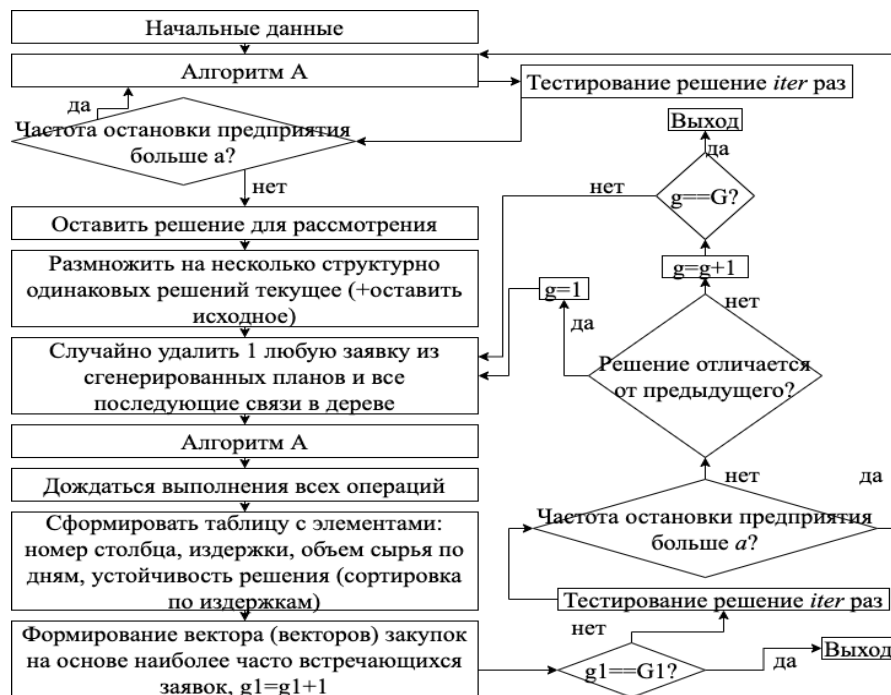 Начальные данные
Алгоритм А
Тестирование решение iter раз
да
Частота остановки предприятия
больше а?
нет
Оставить решение для рассмотрения
Размножить на несколько структурно
одинаковых решений текущее (+оставить
исходное)
Случайно удалить 1 любую заявку из
сгенерированных планов и все
последующие связи в дереве
Алгоритм А
Дождаться выполнения всех операций
Сформировать таблицу с элементами:
номер столбца, издержки, объем сырья по
дням, устойчивость решения (сортировка
по издержкам)
Формирование вектора (векторов) закупок
на основе наиболее часто встречающихся
заявок, g1=g1+1
g1==G1?
да
Выход
нет
Тестирование решение iter раз
Частота остановки предприятия
больше а?
да
нет
Решение отличается
от предыдущего?
да
g=1
нет
g=g+1
g==G?
нет
да
Выход